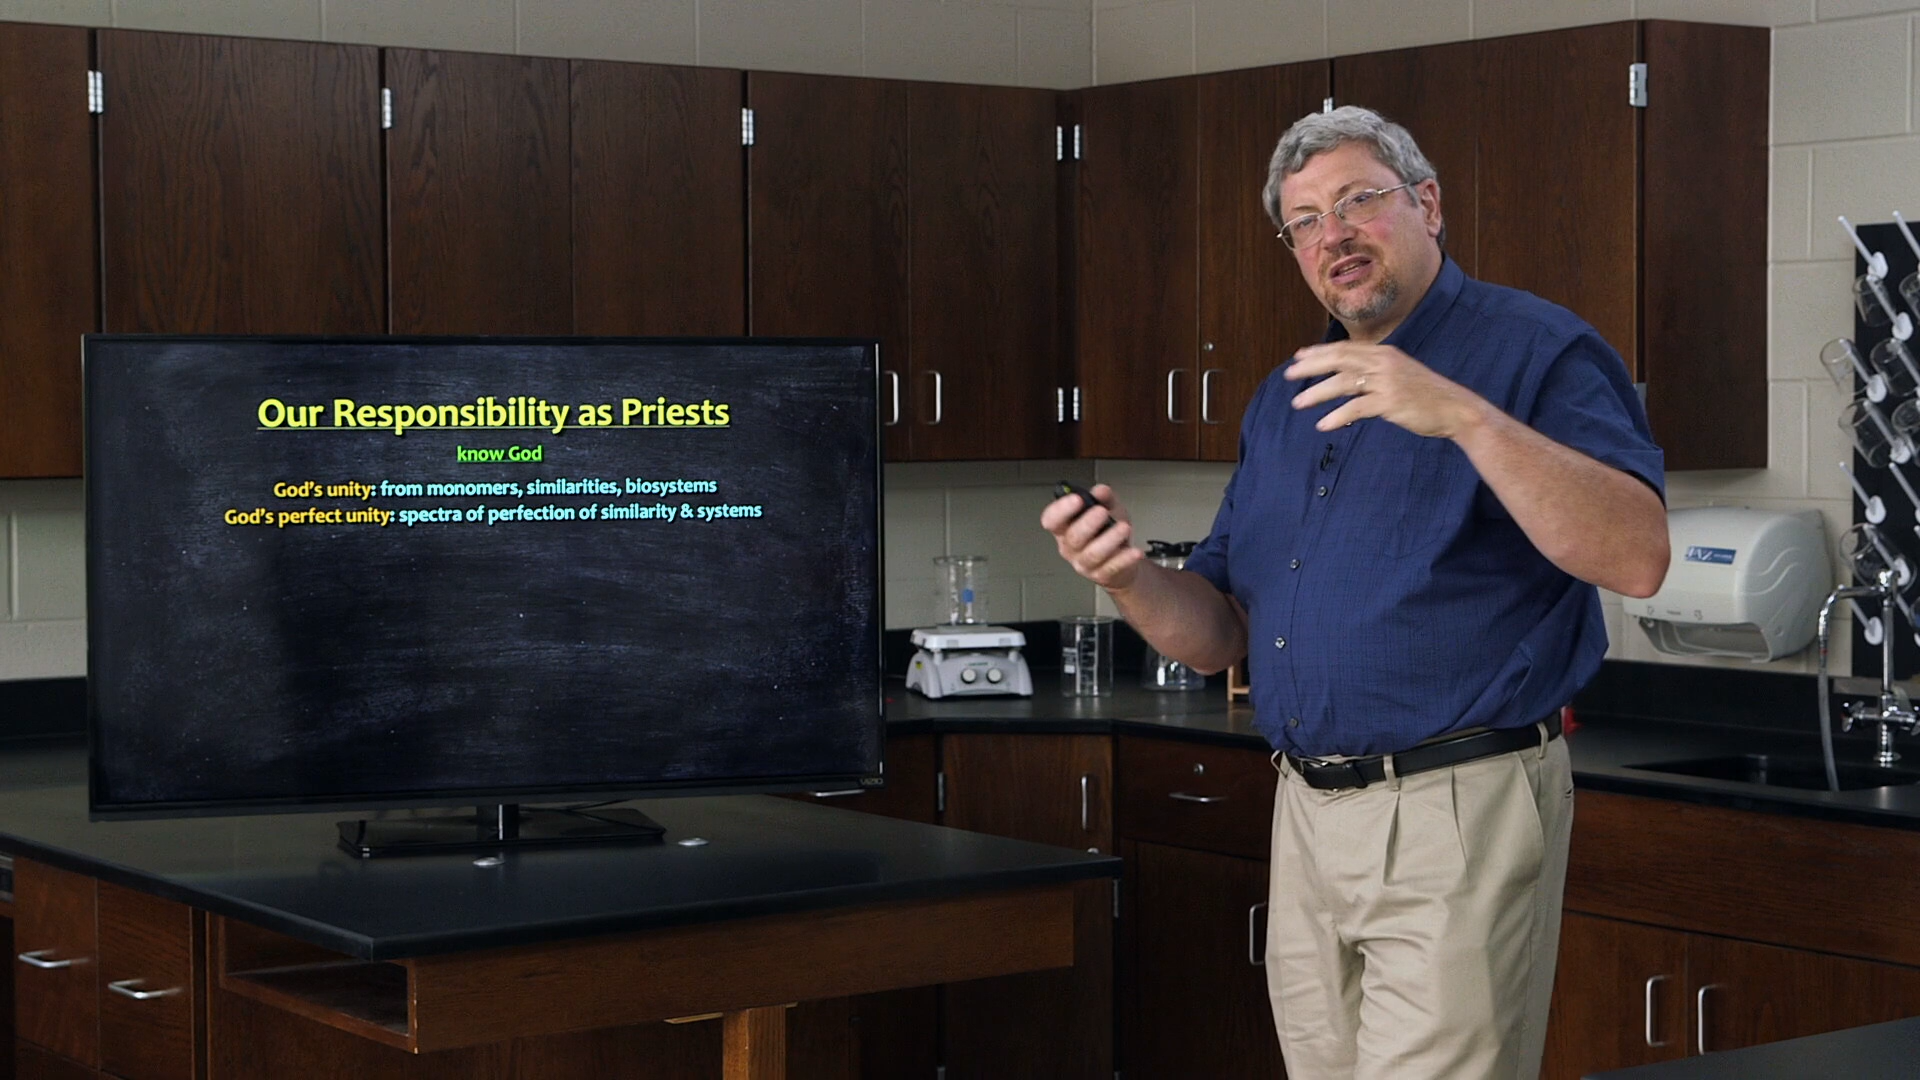 Our Responsibility as Priests
know God
God's unity: from monomers, similarities, biosystems
God's perfect unity: spectra of perfection of similarity & systems
VIZIO